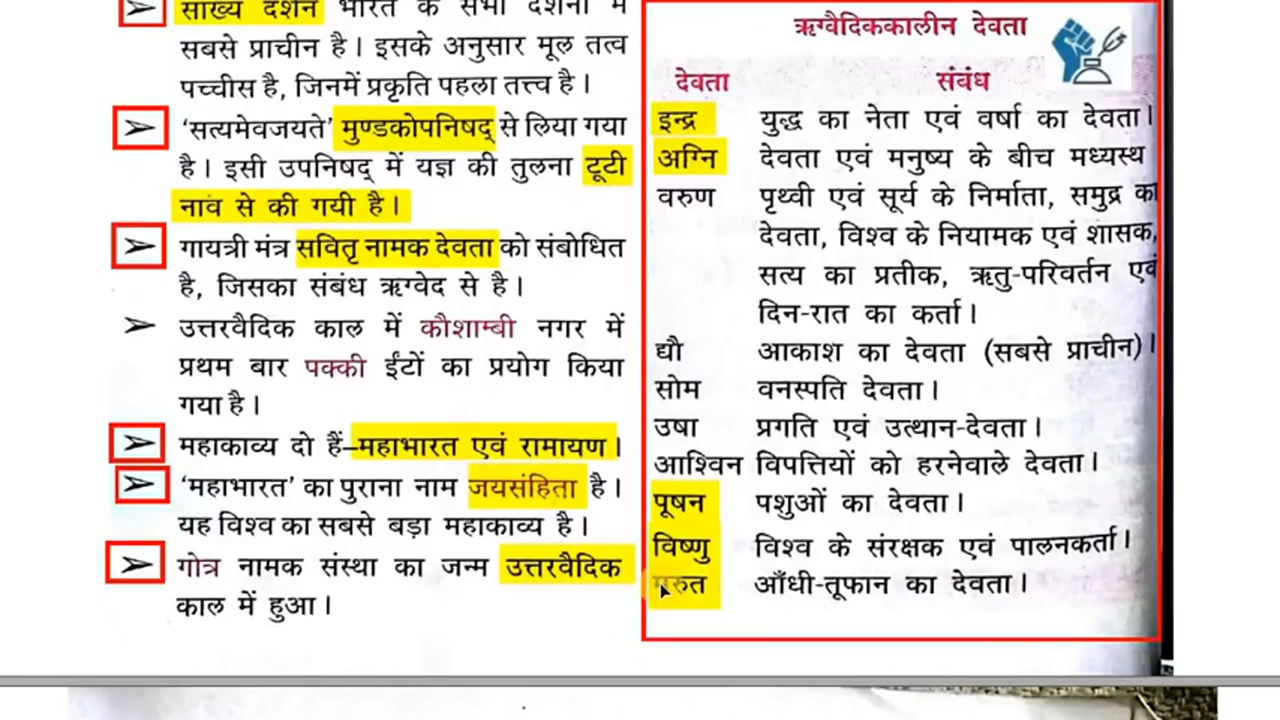 सांख्य दर्शन भारत के सभी दर्शनों में
सबसे प्राचीन है। इसके अनुसार मूल तत्व
पच्चीस है, जिनमें प्रकृति पहला तत्त्व है।
➢ ‘सत्यमेवजयते’ मुण्डकोपनिषद् से लिया गया
है। इसी उपनिषद् में यज्ञ की तुलना टूटी
नाव से की गयी है।
➢ गायत्री मंत्र सवितृ नामक देवता को संबोधित
है, जिसका संबंध ऋग्वेद से है।
➢ उत्तरवैदिक काल में कौशाम्बी नगर में
प्रथम बार पक्की ईंटों का प्रयोग किया
गया है।
➢ महाकाव्य दो हैं–महाभारत एवं रामायण।
➢ ‘महाभारत’ का पुराना नाम जयसंहिता है।
यह विश्व का सबसे बड़ा महाकाव्य है।
➢ गोत्र नामक संस्था का जन्म उत्तरवैदिक
काल में हुआ।
ऋग्वैदिककालीन देवता
देवता संबंध
इन्द्र युद्ध का नेता एवं वर्षा का देवता।
अग्नि देवता एवं मनुष्य के बीच मध्यस्थ
वरुण पृथ्वी एवं सूर्य के निर्माता, समुद्र का
देवता, विश्व के नियामक एवं शासक,
सत्य का प्रतीक, ऋतु-परिवर्तन एवं
दिन-रात का कर्ता।
द्यौ आकाश का देवता (सबसे प्राचीन)।
सोम वनस्पति देवता।
उषा प्रगति एवं उत्थान-देवता।
आश्विन विपत्तियों को हरनेवाले देवता।
पूषन पशुओं का देवता।
विष्णु विश्व के संरक्षक एवं पालनकर्ता।
मरुत आँधी-तूफान का देवता।